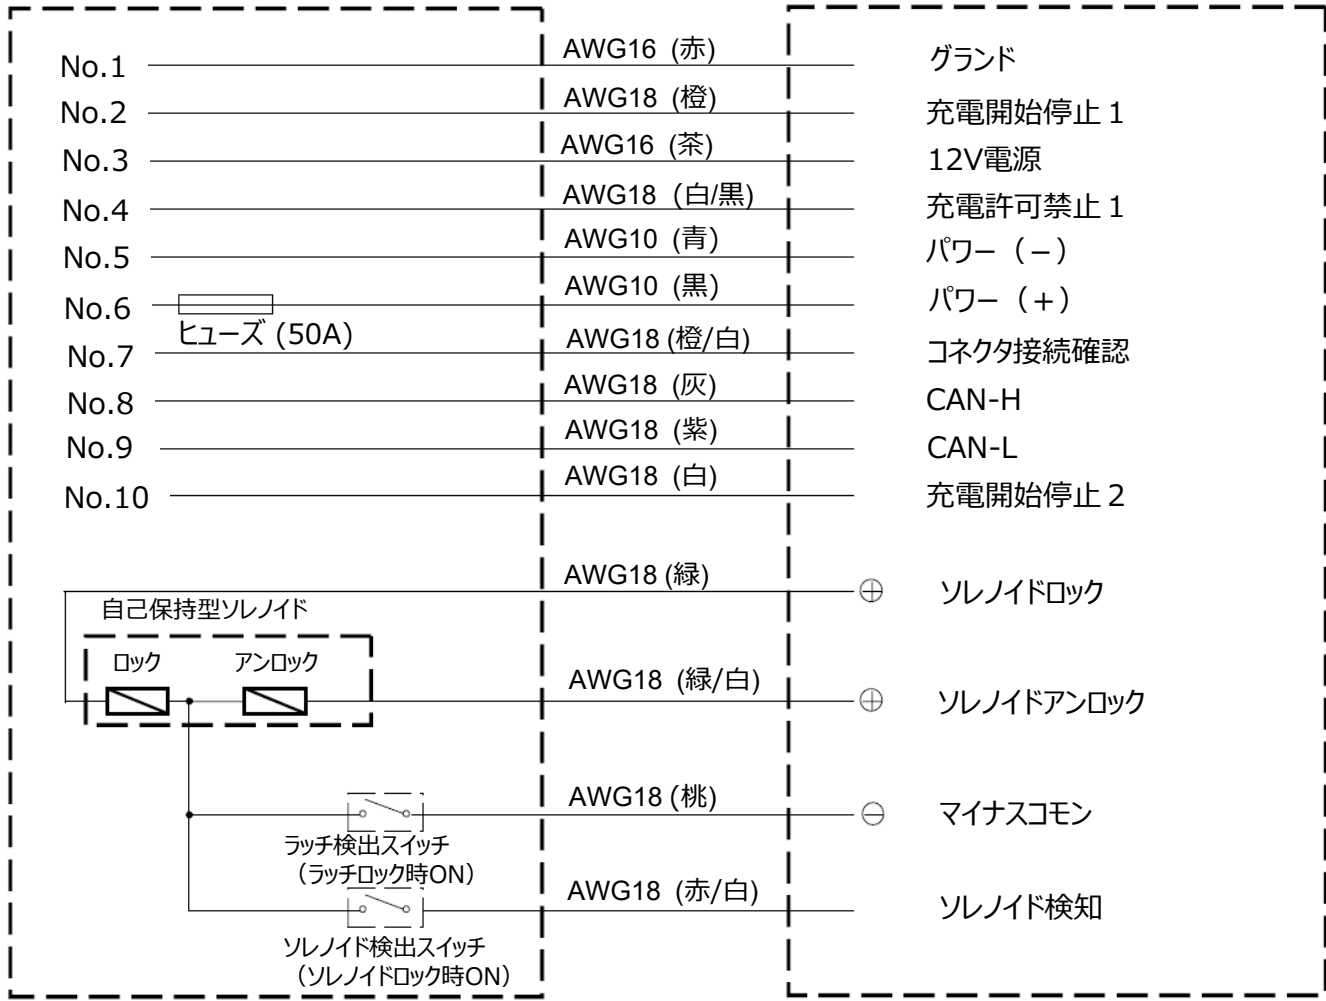 No.1 AWG16 (赤) グランド
No.2 AWG18 (橙) 充電開始停止１
No.3 AWG16 (茶) 12V電源
No.4 AWG18 (白/黒) 充電許可禁止１
No.5 AWG10 (青) パワー（－）
No.6 AWG10 (黒) パワー（＋）
ヒューズ (50A)
No.7 AWG18 (橙/白) コネクタ接続確認
No.8 AWG18 (灰) CAN-H
No.9 AWG18 (紫) CAN-L
No.10 AWG18 (白) 充電開始停止２
AWG18 (緑) ソレノイドロック
自己保持型ソレノイド
ロック アンロック
AWG18 (緑/白) ソレノイドアンロック
AWG18 (桃) マイナスコモン
ラッチ検出スイッチ
（ラッチロック時ON）
AWG18 (赤/白) ソレノイド検知
ソレノイド検出スイッチ
（ソレノイドロック時ON）